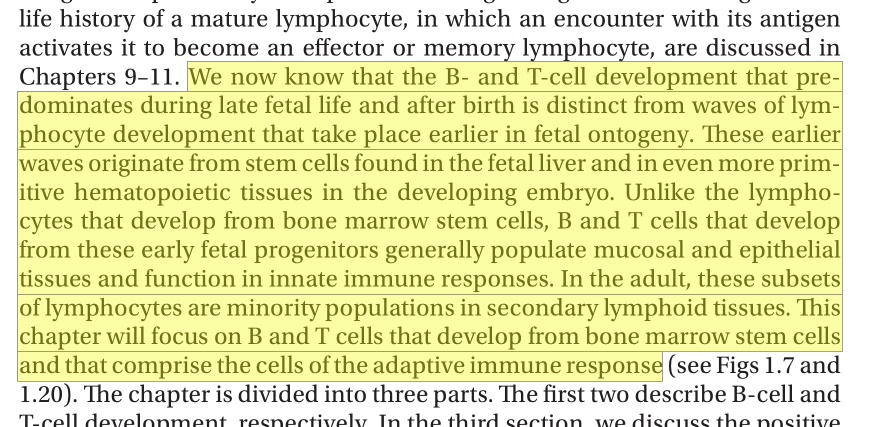 life history of a mature lymphocyte, in which an encounter with its antigen
activates it to become an effector or memory lymphocyte, are discussed in
Chapters 9–11. We now know that the B- and T-cell development that pre-
dominates during late fetal life and after birth is distinct from waves of lym-
phocyte development that take place earlier in fetal ontogeny. These earlier
waves originate from stem cells found in the fetal liver and in even more prim-
itive hematopoietic tissues in the developing embryo. Unlike the lympho-
cytes that develop from bone marrow stem cells, B and T cells that develop
from these early fetal progenitors generally populate mucosal and epithelial
tissues and function in innate immune responses. In the adult, these subsets
of lymphocytes are minority populations in secondary lymphoid tissues. This
chapter will focus on B and T cells that develop from bone marrow stem cells
and that comprise the cells of the adaptive immune response (see Figs 1.7 and
1.20). The chapter is divided into three parts. The first two describe B-cell and
T-cell development, respectively. In the third section, we discuss the positive